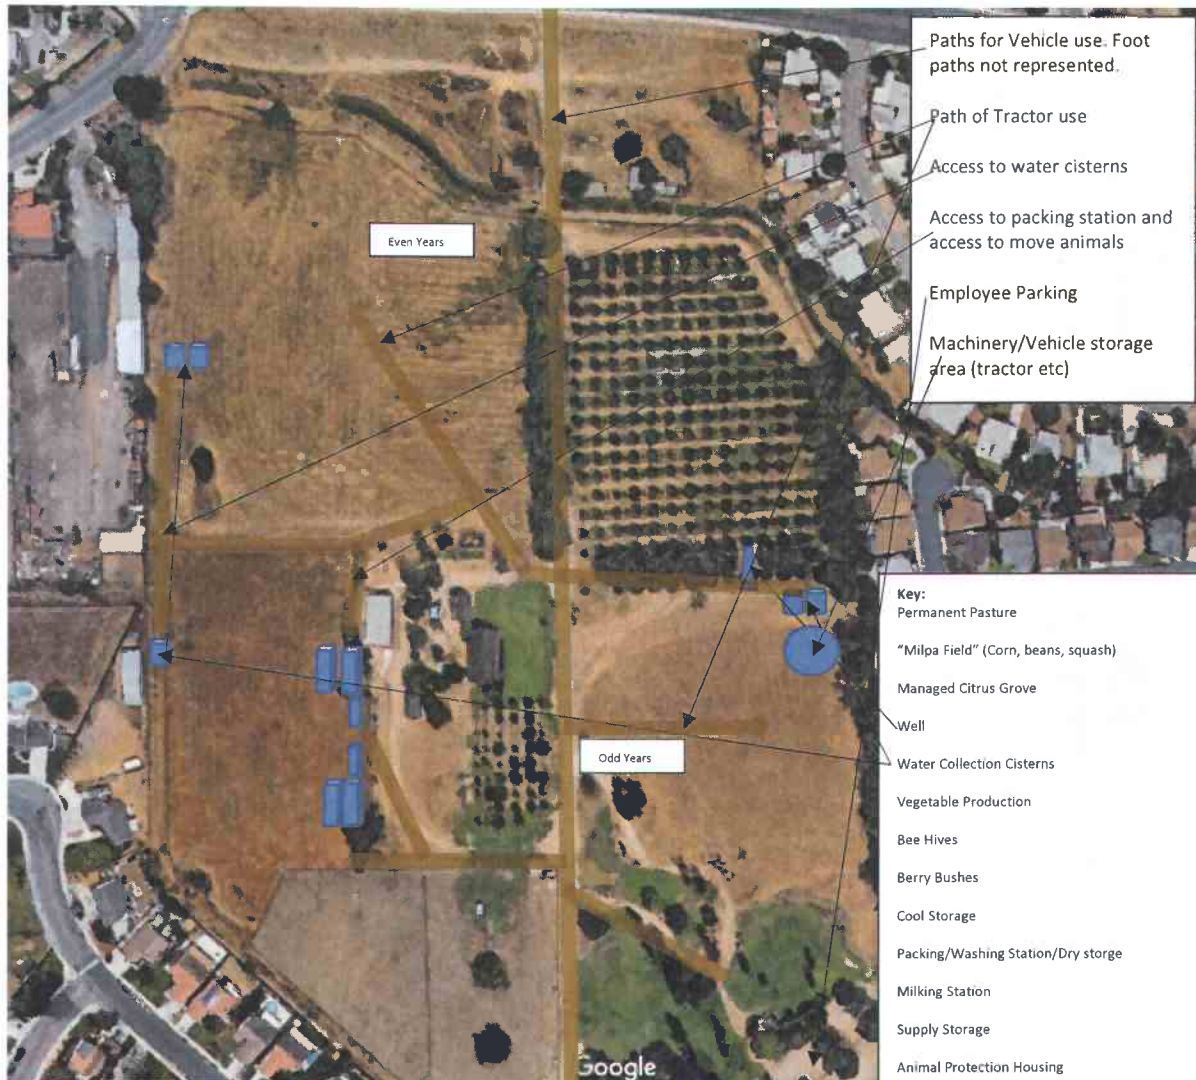 Paths for Vehicle use. Foot
paths not represented.
Path of Tractor use
Access to water cisterns
Access to packing station and
access to move animals
Employee Parking
Machinery/Vehicle storage
area (tractor etc)
Even Years
Odd Years
Key:
Permanent Pasture
"Milpa Field" (Corn, beans, squash)
Managed Citrus Grove
Well
Water Collection Cisterns
Vegetable Production
Bee Hives
Berry Bushes
Cool Storage
Packing/Washing Station/Dry storge
Milking Station
Supply Storage
Animal Protection Housing
Google